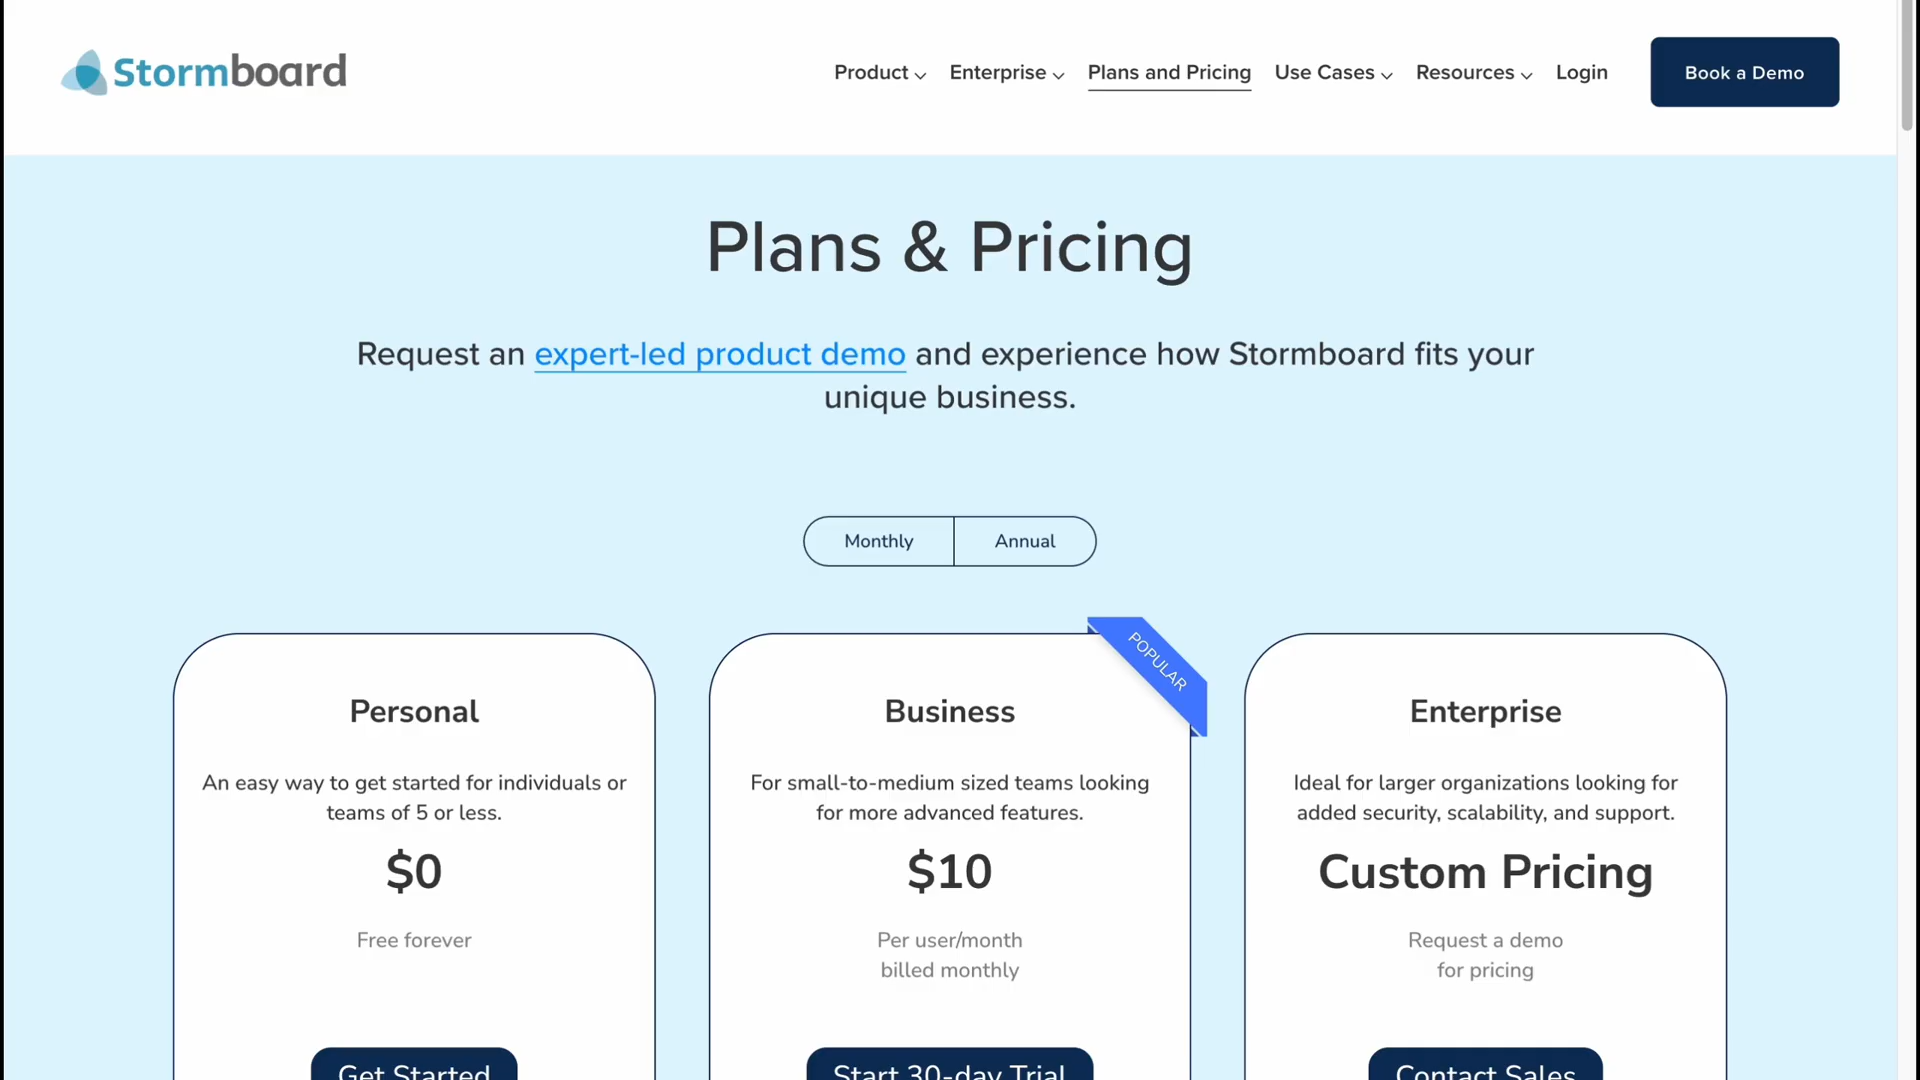 Stormboard
Product
Enterprise
Plans and Pricing
Use Cases
Resources
Login
Book a Demo
Plans & Pricing
Request an expert-led product demo and experience how Stormboard fits your
unique business.
Monthly
Annual
POPULAR
Personal
An easy way to get started for individuals or
teams of 5 or less.
$0
Free forever
Get Started
Business
For small-to-medium sized teams looking
for more advanced features.
$10
Per user/month
billed monthly
Start 30-day Trial
Enterprise
Ideal for larger organizations looking for
added security, scalability, and support.
Custom Pricing
Request a demo
for pricing
Contact Sales